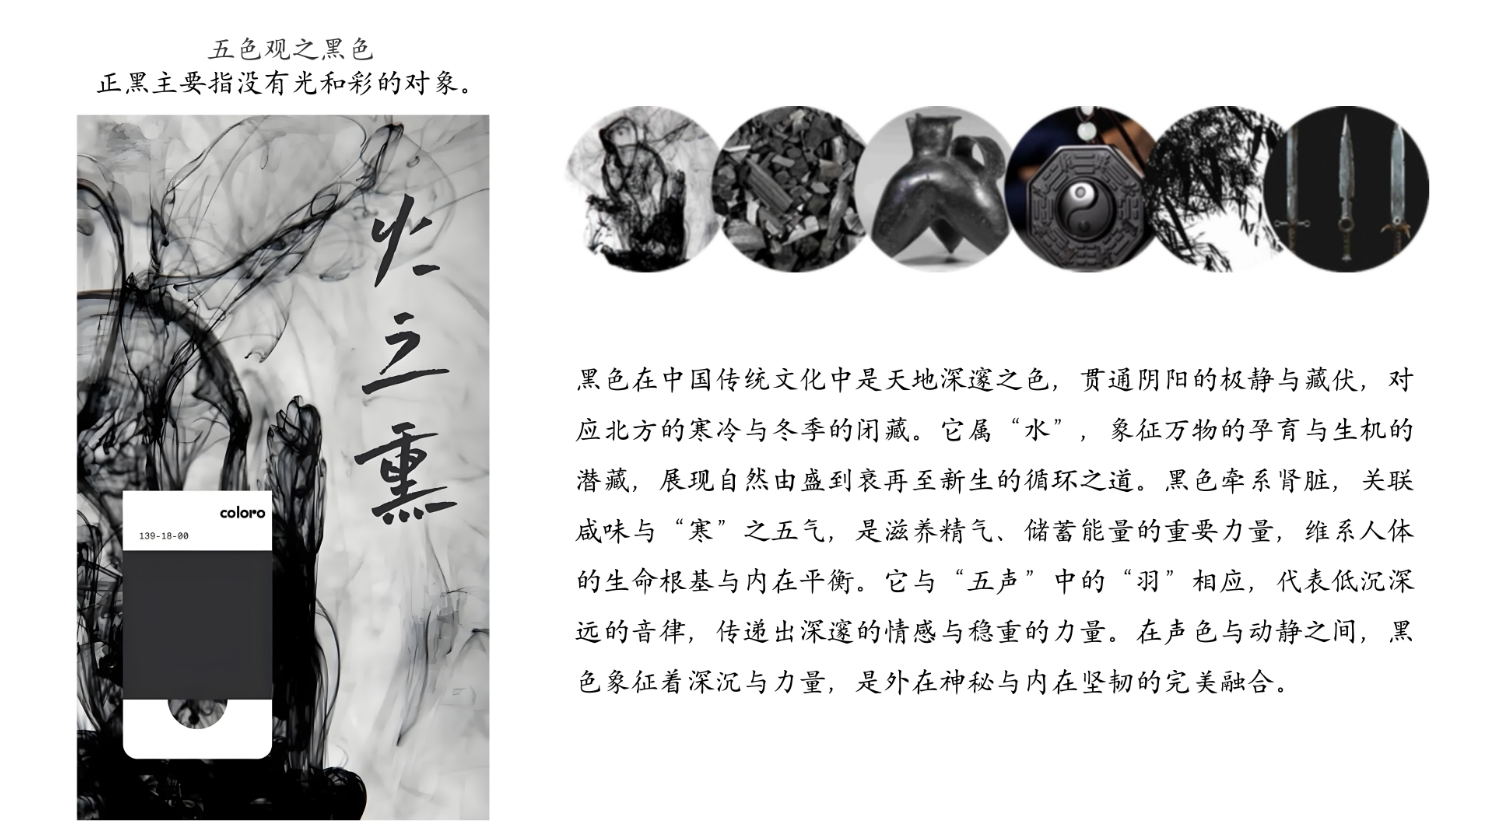 五色观之黑色
正黑主要指没有光和彩的对象。
火
之
熏
coloro
139-18-00
黑色在中国传统文化中是天地深邃之色，贯通阴阳的极静与藏伏，对
应北方的寒冷与冬季的闭藏。它属“水”，象征万物的孕育与生机的
潜藏，展现自然由盛到衰再至新生的循环之道。黑色牵系肾脏，关联
咸味与“寒”之五气，是滋养精气、储蓄能量的重要力量，维系人体
的生命根基与内在平衡。它与“五声”中的“羽”相应，代表低沉深
远的音律，传递出深邃的情感与稳重的力量。在声色与动静之间，黑
色象征着深沉与力量，是外在神秘与内在坚韧的完美融合。